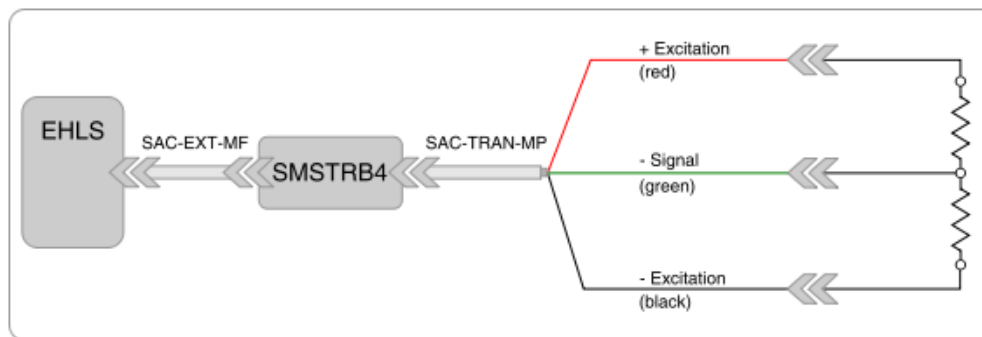 EHLS
SAC-EXT-MF
SMSTRB4
SAC-TRAN-MP
+ Excitation
(red)
- Signal
(green)
- Excitation
(black)